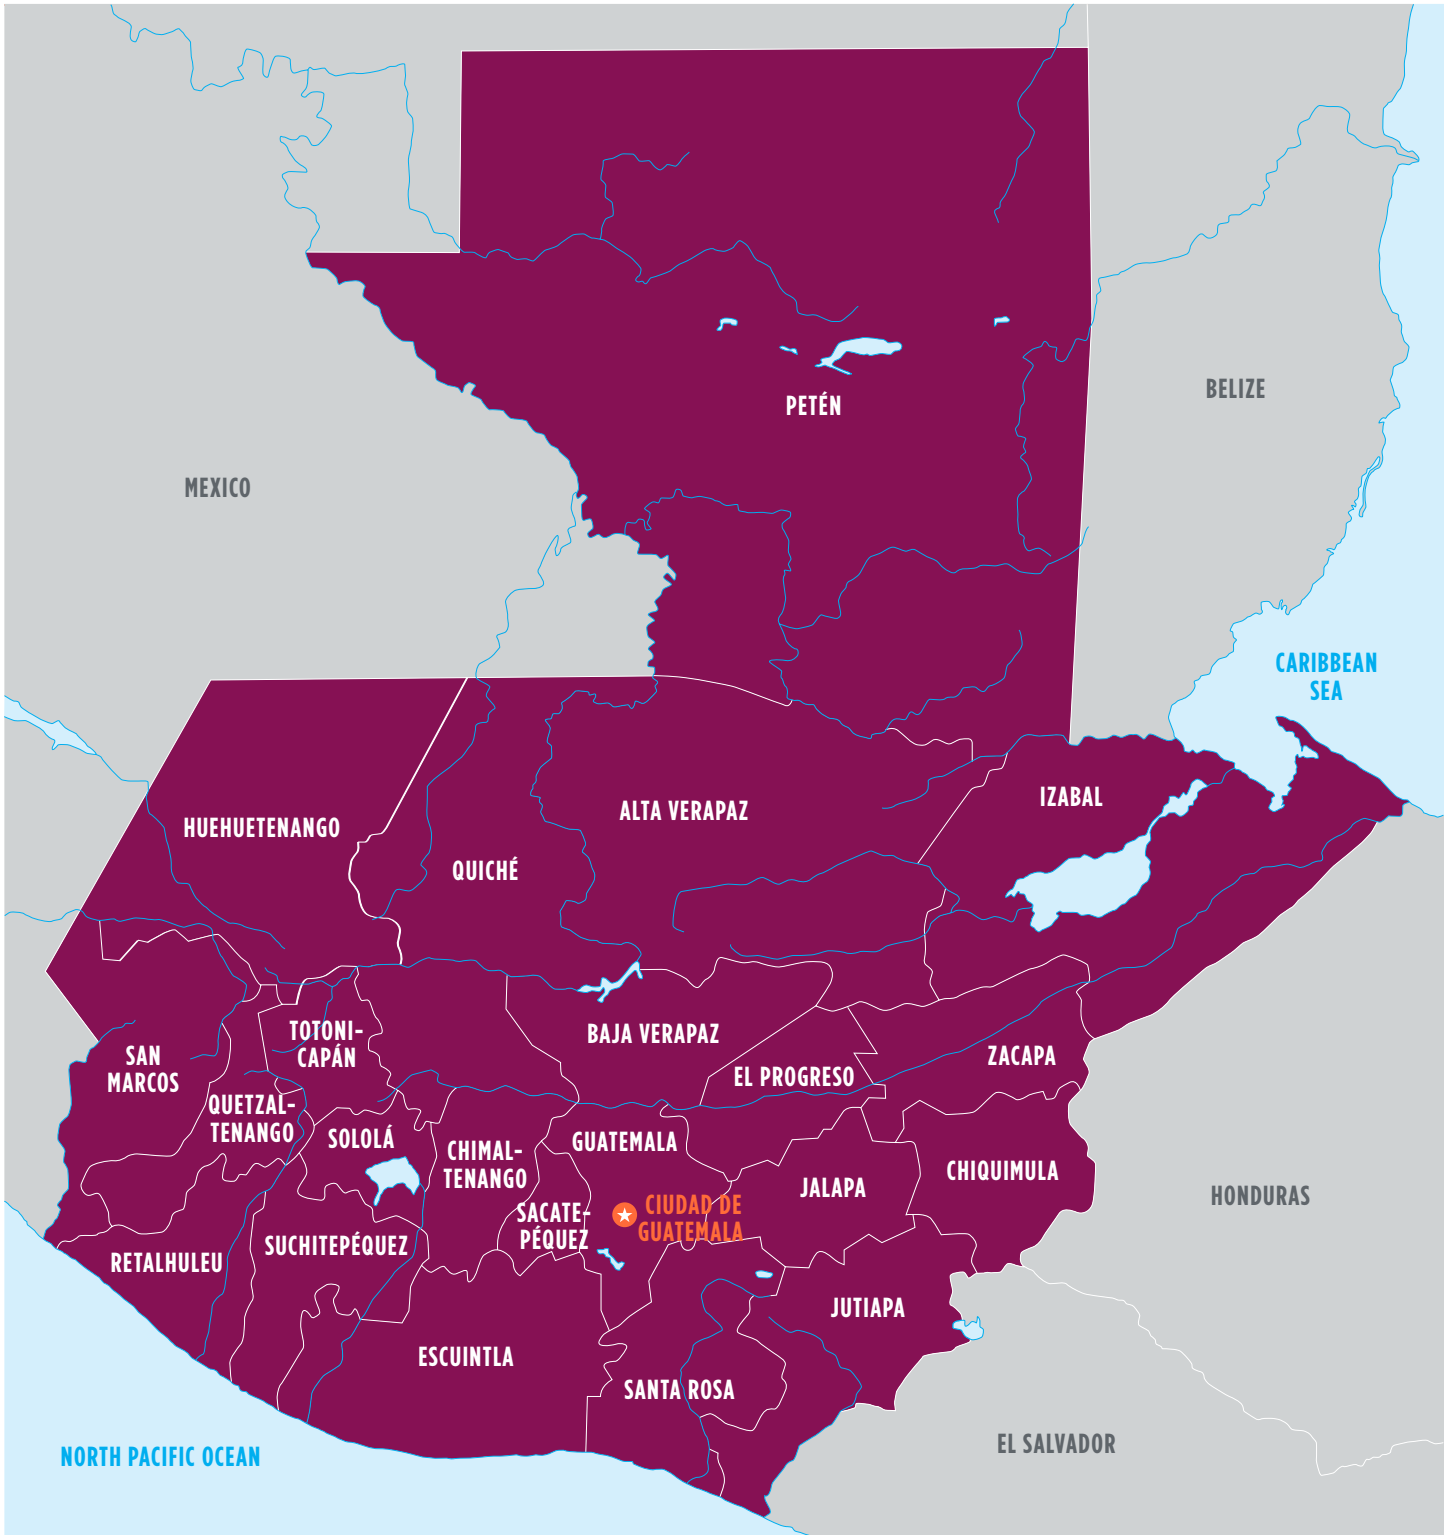 PETÉN
BELIZE
MEXICO
CARIBBEAN
SEA
IZABAL
ALTA VERAPAZ
HUEHUETENANGO
QUICHÉ
BAJA VERAPAZ
TOTONI-
CAPÁN
SAN
MARCOS
ZACAPA
EL PROGRESO
QUETZAL-
TENANGO
SOLOLÁ
GUATEMALA
CHIMAL-
TENANGO
CHIQUIMULA
JALAPA
HONDURAS
CIUDAD DE
GUATEMALA
SACATE-
PÉQUEZ
SUCHITEPÉQUEZ
RETALHULEU
JUTIAPA
ESCUINTLA
SANTA ROSA
EL SALVADOR
NORTH PACIFIC OCEAN